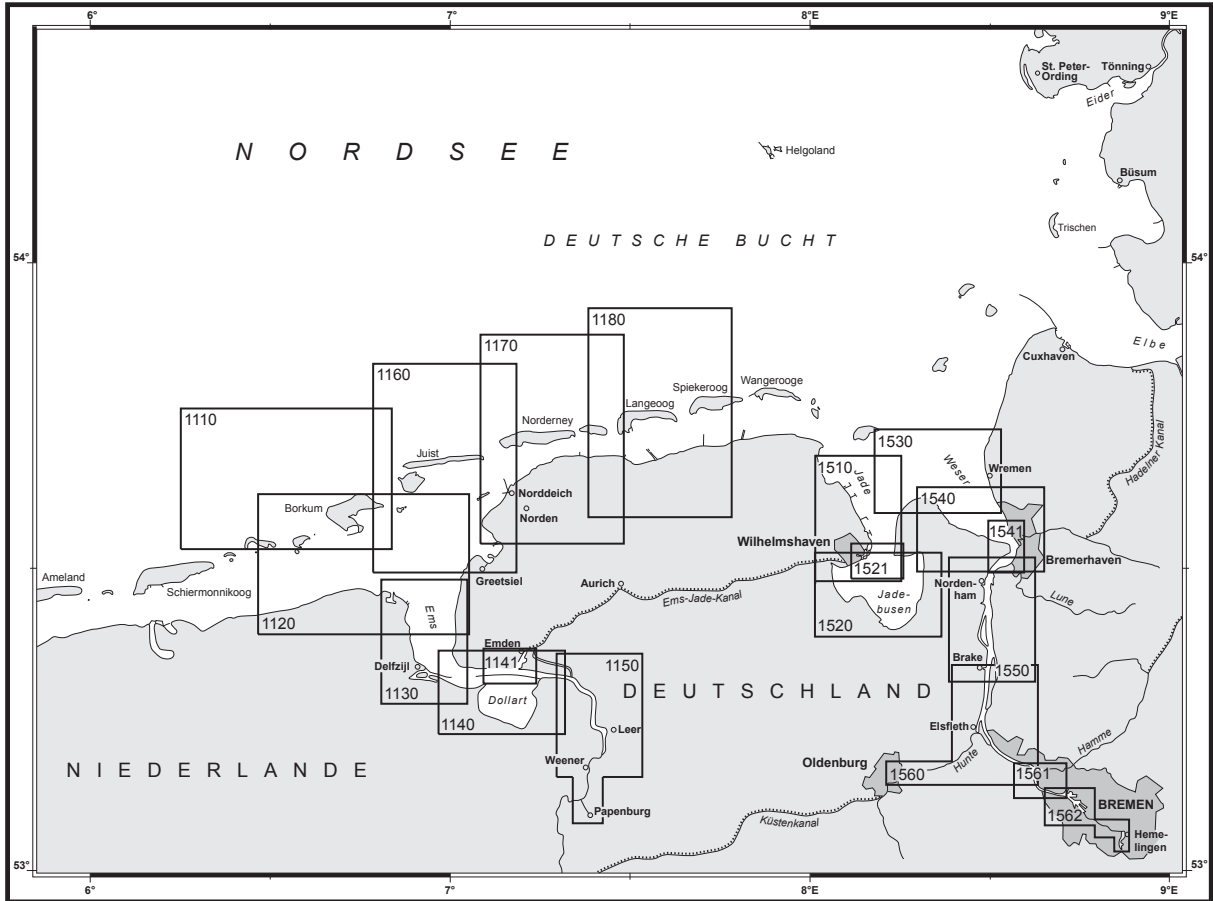 6°
7°
8°E
9°E
St. Peter-
Ording
Tönning
Eider
NORDSEE
Helgoland
Büsum
Trischen
DEUTSCHE BUCHT
54°
54°
1180
1170
Elbe
Cuxhaven
1160
Spiekeroog
Wangerooge
1110
Langeoog
Norderney
1530
Juist
1510
Weser
Wremen
Jade
Hadelner Kanal
Norddeich
1540
Borkum
Norden
1541
Wilhelmshaven
Bremerhaven
1521
Ameland
Greetsiel
Aurich
Norden-
ham
Schiermonnikoog
Ems-Jade-Kanal
Jade-
busen
Lune
Ems
1120
1520
Emden
Delfzijl
1141
1150
Brake
1550
1130
DEUTSCHLAND
Dollart
1140
Leer
Elsfleth
Hamme
Weener
Hunte
Oldenburg
NIEDERLANDE
1560
1561
BREMEN
Papenburg
1562
Küstenkanal
Heme-
lingen
53°
53°
6°
7°
8°E
9°E